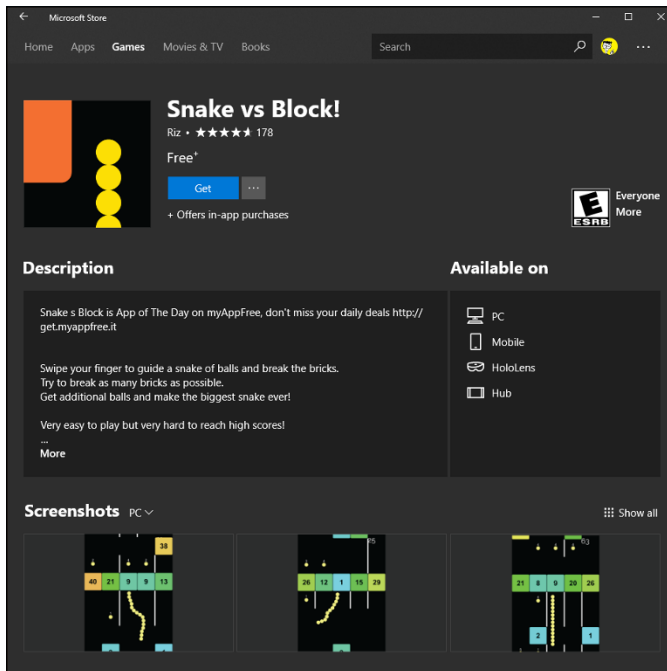 Microsoft Store
Home Apps Games Movies & TV Books Search
Snake vs Block!
Riz • 178
Free+
Get ...
+ Offers in-app purchases
E
ESRB
Everyone
More
Description
Snake s Block is App of The Day on myAppFree, don't miss your daily deals http://
get.myappfree.it
Swipe your finger to guide a snake of balls and break the bricks.
Try to break as many bricks as possible.
Get additional balls and make the biggest snake ever!
Very easy to play but very hard to reach high scores!
...
More
Available on
PC
Mobile
HoloLens
Hub
Screenshots PC
Show all
38
40 21 9 9 13
26 12 1 15 29
63
21 8 9 20 26
2 1